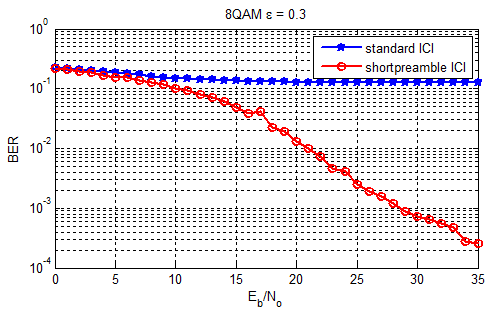 8QAM ε = 0.3
standard ICI
shortpreamble ICI
BER
10^0
10^-1
10^-2
10^-3
10^-4
0 5 10 15 20 25 30 35
E_b/N_o